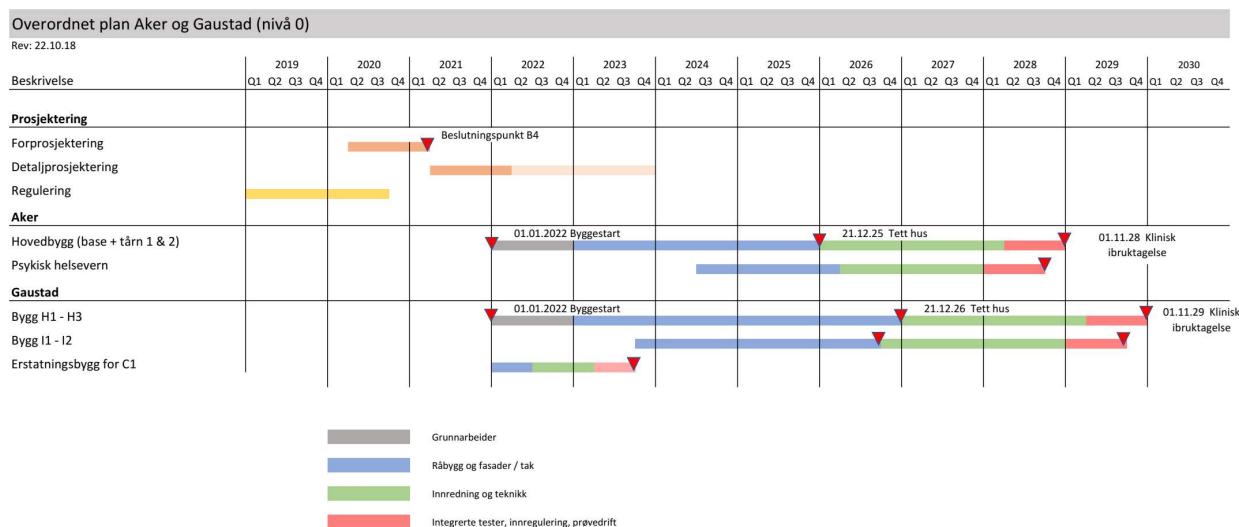 Overordnet plan Aker og Gaustad (nivå 0)
Rev: 22.10.18
2019 2020 2021 2022 2023 2024 2025 2026 2027 2028 2029 2030
Beskrivelse Q1 Q2 Q3 Q4 Q1 Q2 Q3 Q4 Q1 Q2 Q3 Q4 Q1 Q2 Q3 Q4 Q1 Q2 Q3 Q4 Q1 Q2 Q3 Q4 Q1 Q2 Q3 Q4 Q1 Q2 Q3 Q4 Q1 Q2 Q3 Q4 Q1 Q2 Q3 Q4 Q1 Q2 Q3 Q4 Q1 Q2 Q3 Q4
Prosjektering
Beslutningspunkt B4
Forprosjektering
Detaljprosjektering
Regulering
Aker
Hovedbygg (base + tårn 1 & 2) 01.01.2022 Byggestart 21.12.25 Tett hus 01.11.28 Klinisk
ibruktagelse
Psykisk helsevern
Gaustad
Bygg H1 - H3 01.01.2022 Byggestart 21.12.26 Tett hus 01.11.29 Klinisk
ibruktagelse
Bygg I1 - I2
Erstatningsbygg for C1
Grunnarbeider
Råbygg og fasader / tak
Innredning og teknikk
Integrerte tester, innregulering, prøvedrift